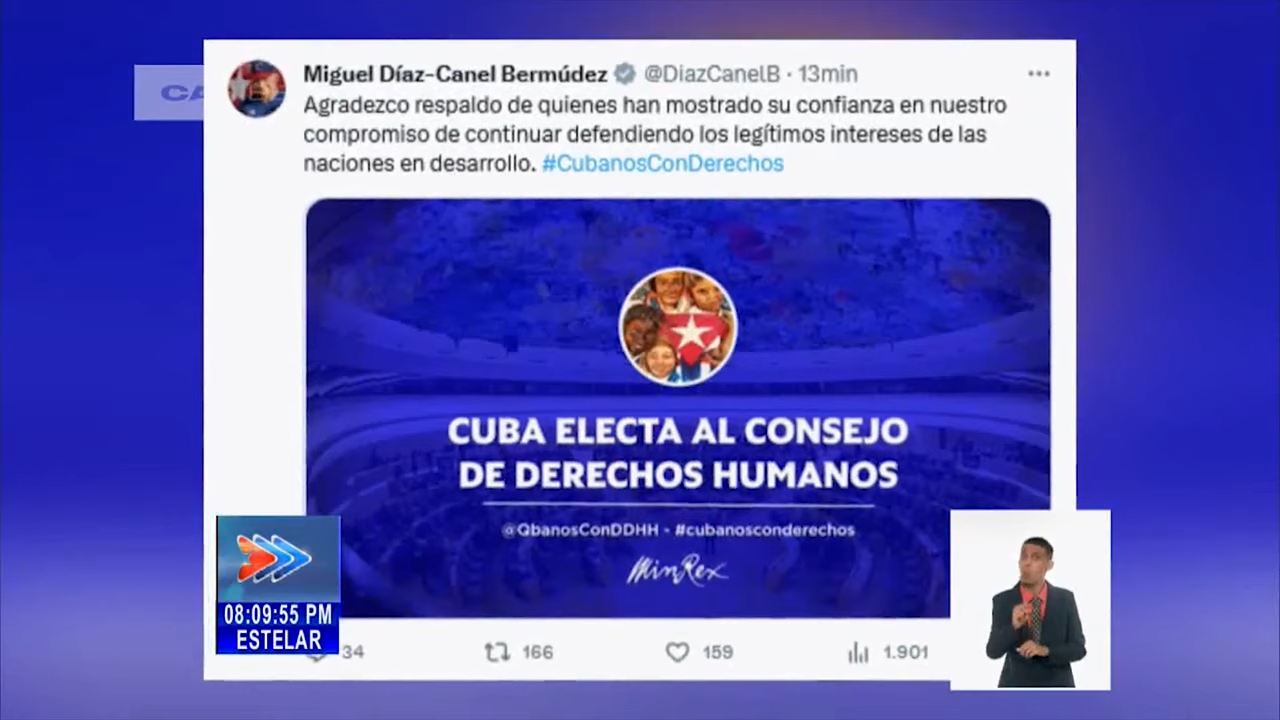 Miguel Díaz-Canel Bermúdez @DiazCanelB · 13min
Agradezco respaldo de quienes han mostrado su confianza en nuestro
compromiso de continuar defendiendo los legítimos intereses de las
naciones en desarrollo. #CubanosConDerechos
CUBA ELECTA AL CONSEJO
DE DERECHOS HUMANOS
@QbanosConDDHH - #cubanosconderechos
MinRex
34 166 159 1.901
08:09:55 PM
ESTELAR